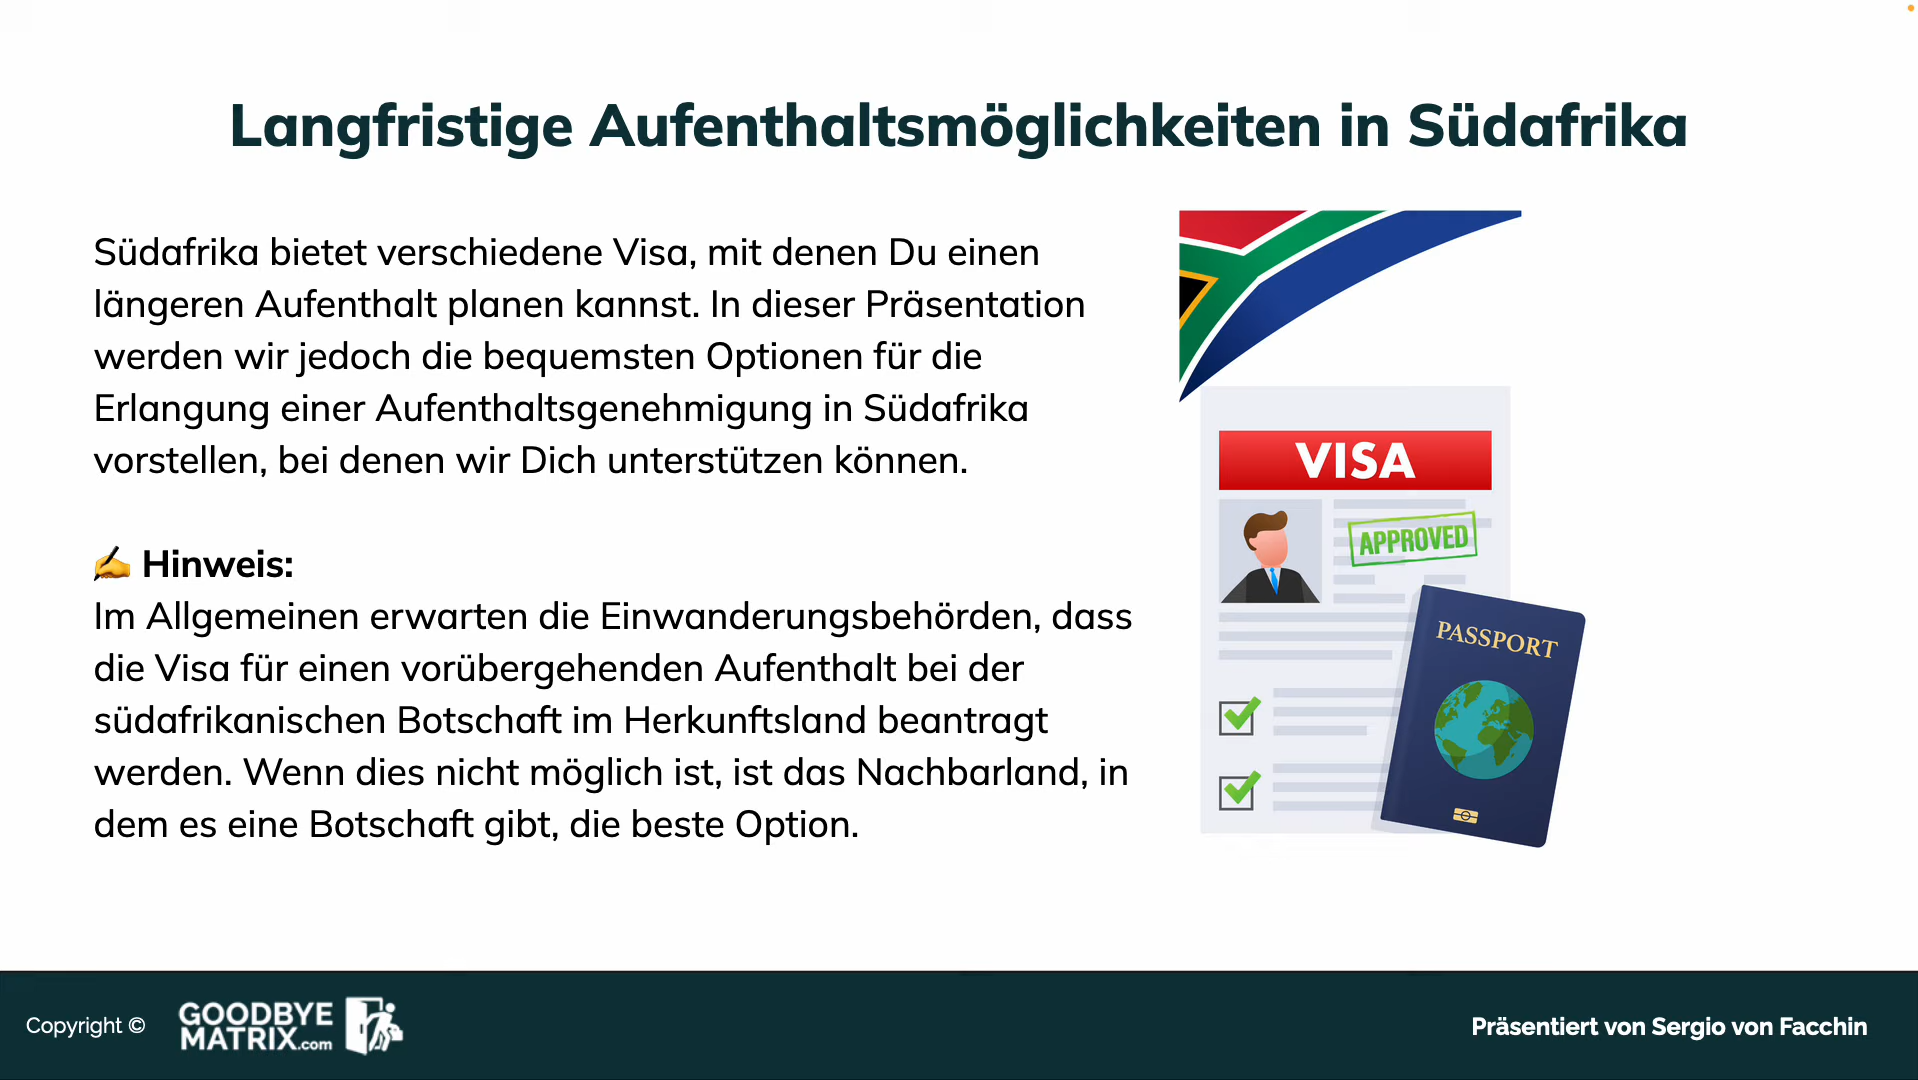 Langfristige Aufenthaltsmöglichkeiten in Südafrika
Südafrika bietet verschiedene Visa, mit denen Du einen
längeren Aufenthalt planen kannst. In dieser Präsentation
werden wir jedoch die bequemsten Optionen für die
Erlangung einer Aufenthaltsgenehmigung in Südafrika
vorstellen, bei denen wir Dich unterstützen können.
✍️ Hinweis:
Im Allgemeinen erwarten die Einwanderungsbehörden, dass
die Visa für einen vorübergehenden Aufenthalt bei der
südafrikanischen Botschaft im Herkunftsland beantragt
werden. Wenn dies nicht möglich ist, ist das Nachbarland, in
dem es eine Botschaft gibt, die beste Option.
VISA
APPROVED
PASSPORT
Copyright ©
GOODBYE
MATRIX.com
Präsentiert von Sergio von Facchin